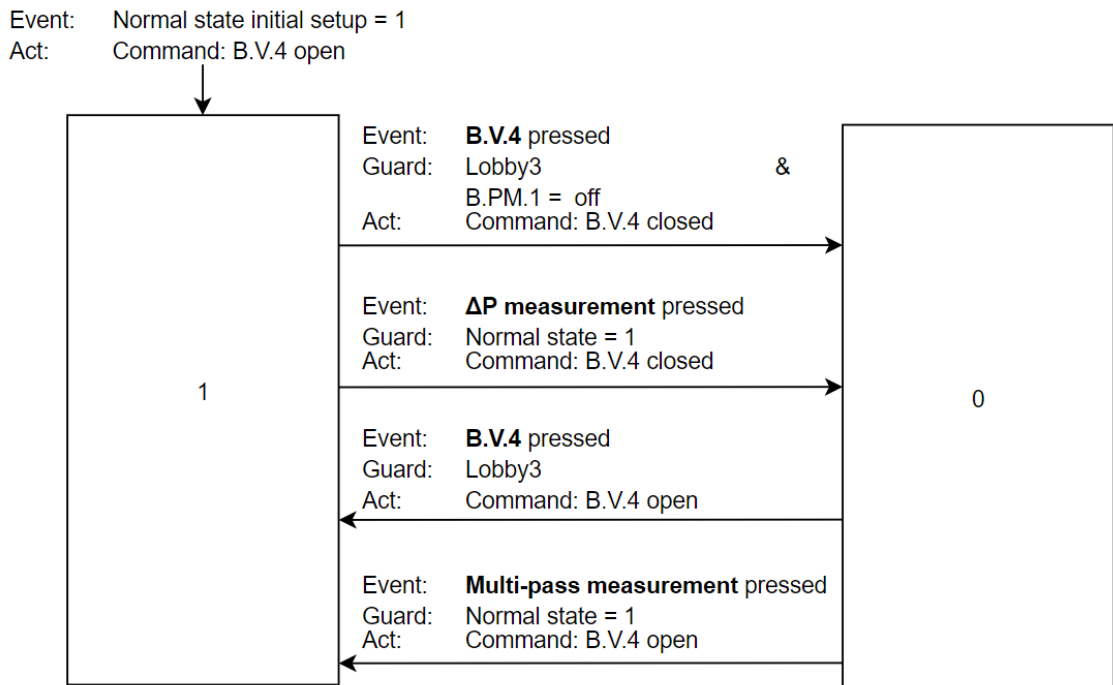 Event: Normal state initial setup = 1
Act: Command: B.V.4 open
Event: B.V.4 pressed
Guard: Lobby3 &
B.PM.1 = off
Act: Command: B.V.4 closed
Event: ΔP measurement pressed
Guard: Normal state = 1
Act: Command: B.V.4 closed
1
0
Event: B.V.4 pressed
Guard: Lobby3
Act: Command: B.V.4 open
Event: Multi-pass measurement pressed
Guard: Normal state = 1
Act: Command: B.V.4 open